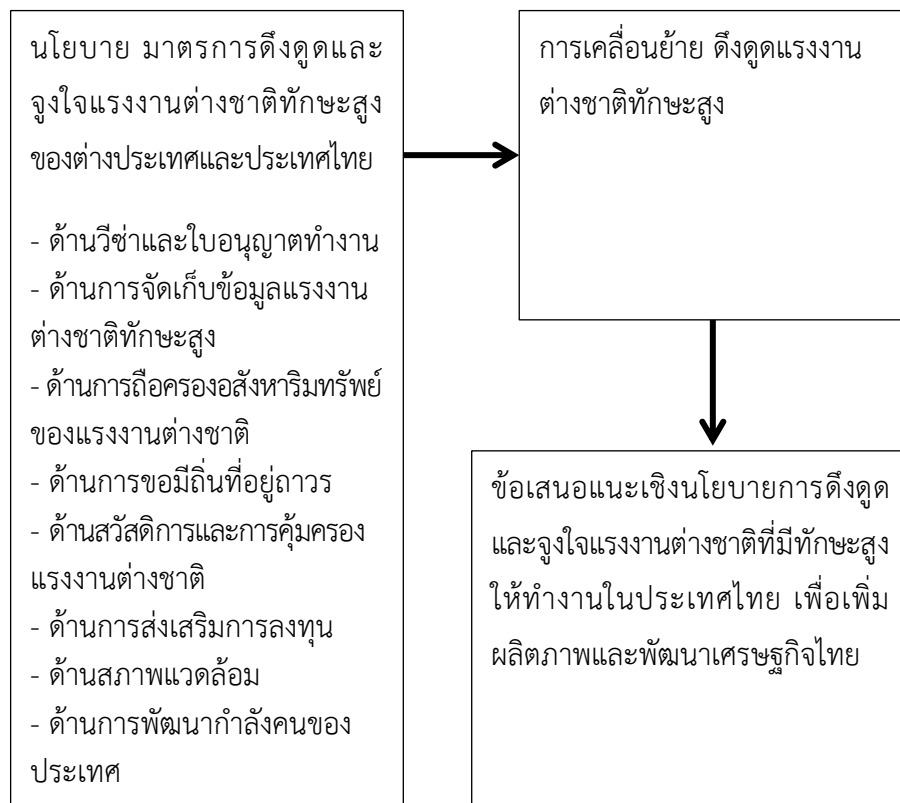 นโยบาย มาตรการดึงดูดและ
จูงใจแรงงานต่างชาติทักษะสูง
ของต่างประเทศและประเทศไทย
- ด้านวีซ่าและใบอนุญาตทำงาน
- ด้านการจัดเก็บข้อมูลแรงงาน
ต่างชาติทักษะสูง
- ด้านการถือครองอสังหาริมทรัพย์
ของแรงงานต่างชาติ
- ด้านการขอมีถิ่นที่อยู่ถาวร
- ด้านสวัสดิการและการคุ้มครอง
แรงงานต่างชาติ
- ด้านการส่งเสริมการลงทุน
- ด้านสภาพแวดล้อม
- ด้านการพัฒนากำลังคนของ
ประเทศ
การเคลื่อนย้าย ดึงดูดแรงงาน
ต่างชาติทักษะสูง
ข้อเสนอแนะเชิงนโยบายการดึงดูด
และจูงใจแรงงานต่างชาติที่มีทักษะสูง
ให้ทำงานในประเทศไทย เพื่อเพิ่ม
ผลิตภาพและพัฒนาเศรษฐกิจไทย